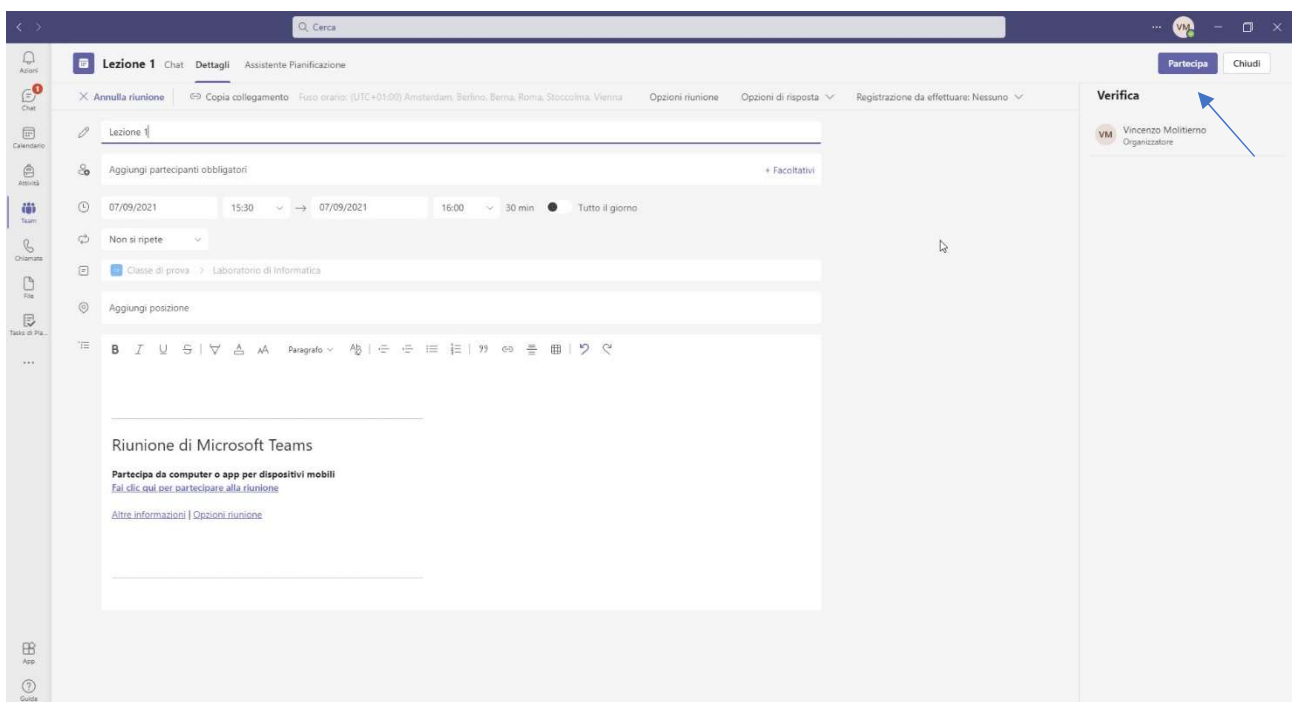 Cerca
VM
Azioni
Chat
1
Calendario
Attività
Team
Chiamate
File
Tasks di Pia...
App
Guida
Lezione 1 Chat Dettagli Assistente Pianificazione
Partecipa Chiudi
Annulla riunione Copia collegamento Fuso orario: (UTC+01:00) Amsterdam, Berlino, Berna, Roma, Stoccolma, Vienna Opzioni riunione Opzioni di risposta Registrazione da effettuare: Nessuno
Lezione 1
Aggiungi partecipanti obbligatori + Facoltativi
07/09/2021 15:30 → 07/09/2021 16:00 30 min Tutto il giorno
Non si ripete
Classe di prova > Laboratorio di Informatica
Aggiungi posizione
B I U S A AA Paragrafo Ab
Riunione di Microsoft Teams
Partecipa da computer o app per dispositivi mobili
Fai clic qui per partecipare alla riunione
Altre informazioni | Opzioni riunione
Verifica
VM Vincenzo Molitierno
Organizzatore